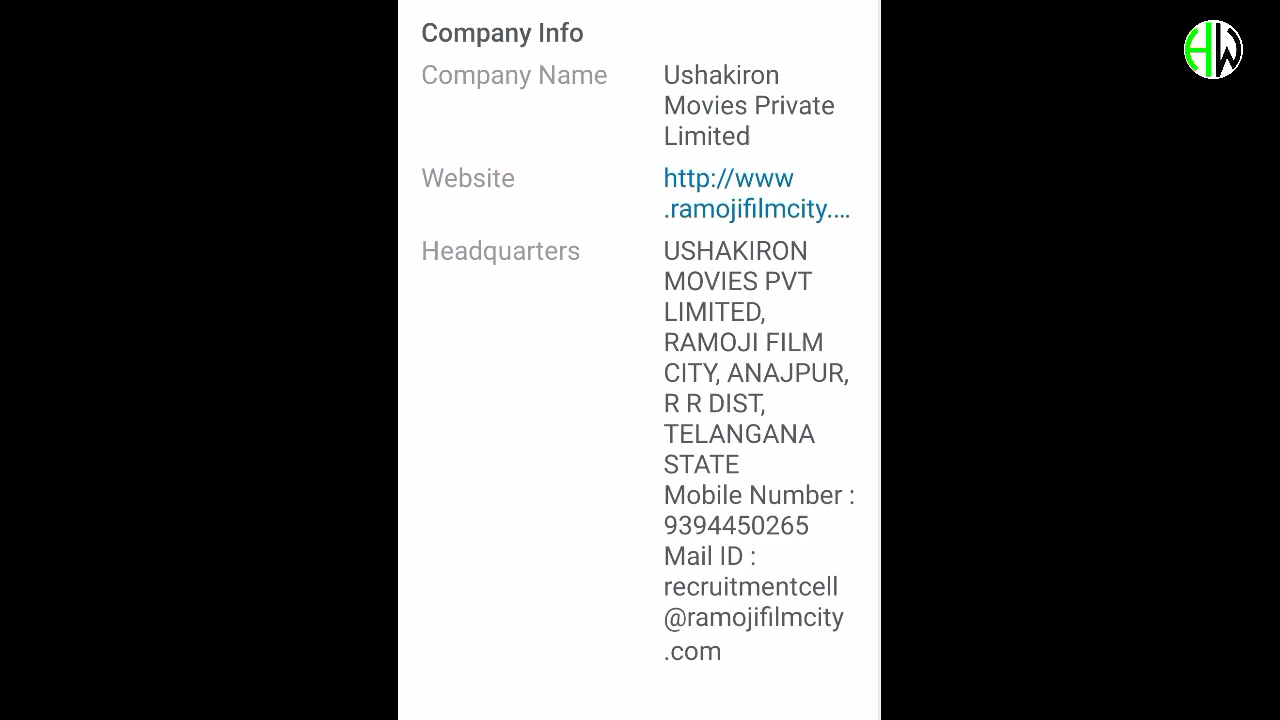 Company Info
Company Name
Ushakiron
Movies Private
Limited
Website
http://www
.ramojifilmcity....
Headquarters
USHAKIRON
MOVIES PVT
LIMITED,
RAMOJI FILM
CITY, ANAJPUR,
R R DIST,
TELANGANA
STATE
Mobile Number :
9394450265
Mail ID :
recruitmentcell
@ramojifilmcity
.com
HW